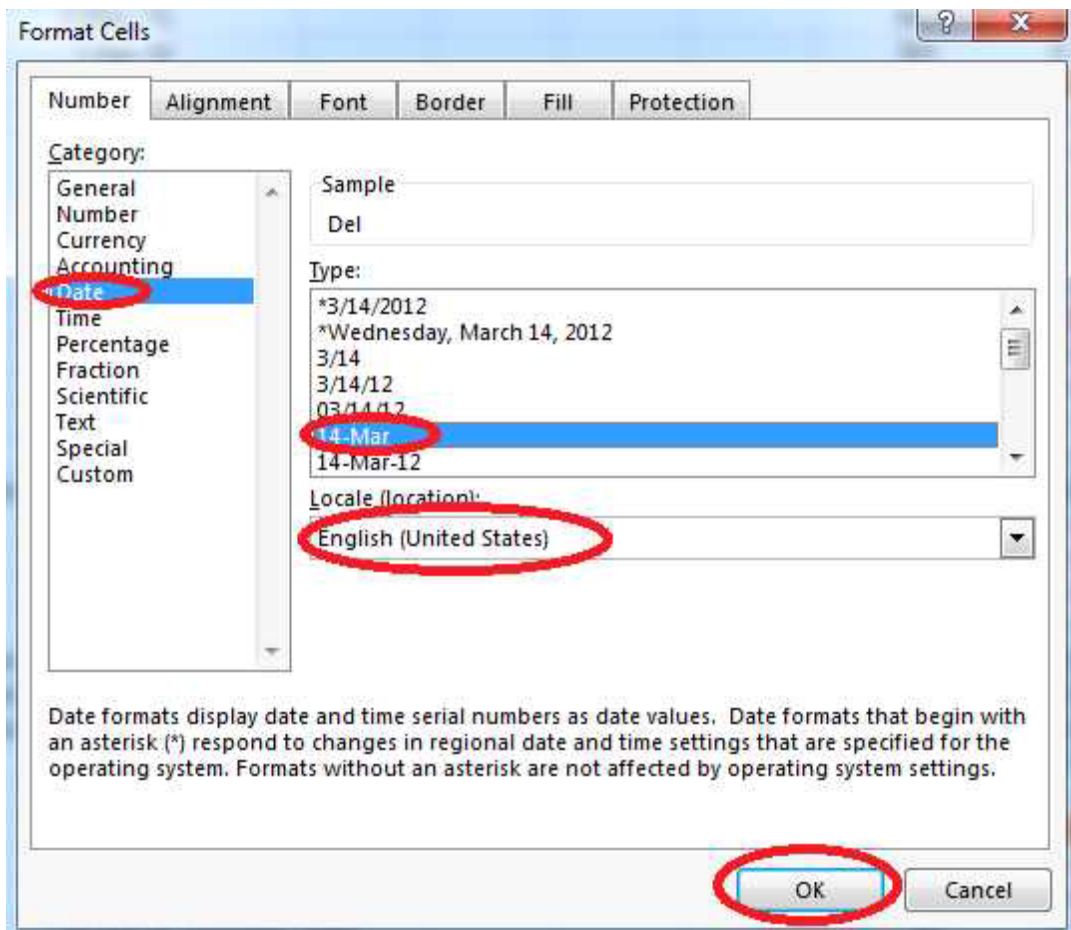 Format Cells
? X
Number Alignment Font Border Fill Protection
Category:
General
Number
Currency
Accounting
Date
Time
Percentage
Fraction
Scientific
Text
Special
Custom
Sample
Del
Type:
*3/14/2012
*Wednesday, March 14, 2012
3/14
3/14/12
03/14/12
14-Mar
14-Mar-12
Locale (location):
English (United States)
Date formats display date and time serial numbers as date values. Date formats that begin with
an asterisk (*) respond to changes in regional date and time settings that are specified for the
operating system. Formats without an asterisk are not affected by operating system settings.
OK Cancel